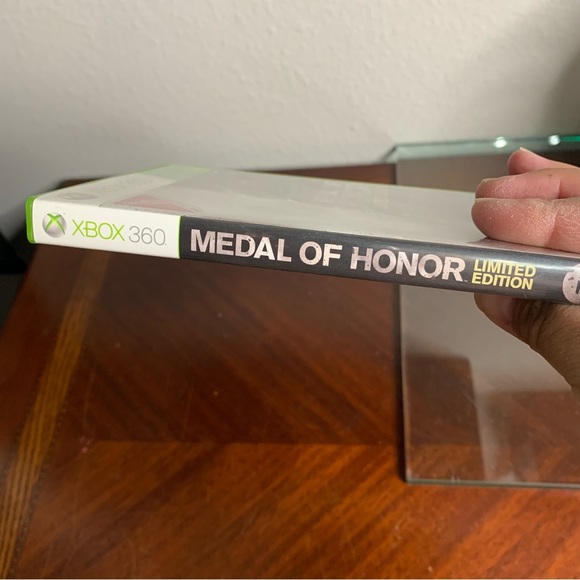 XBOX 360
MEDAL OF HONOR
LIMITED
EDITION